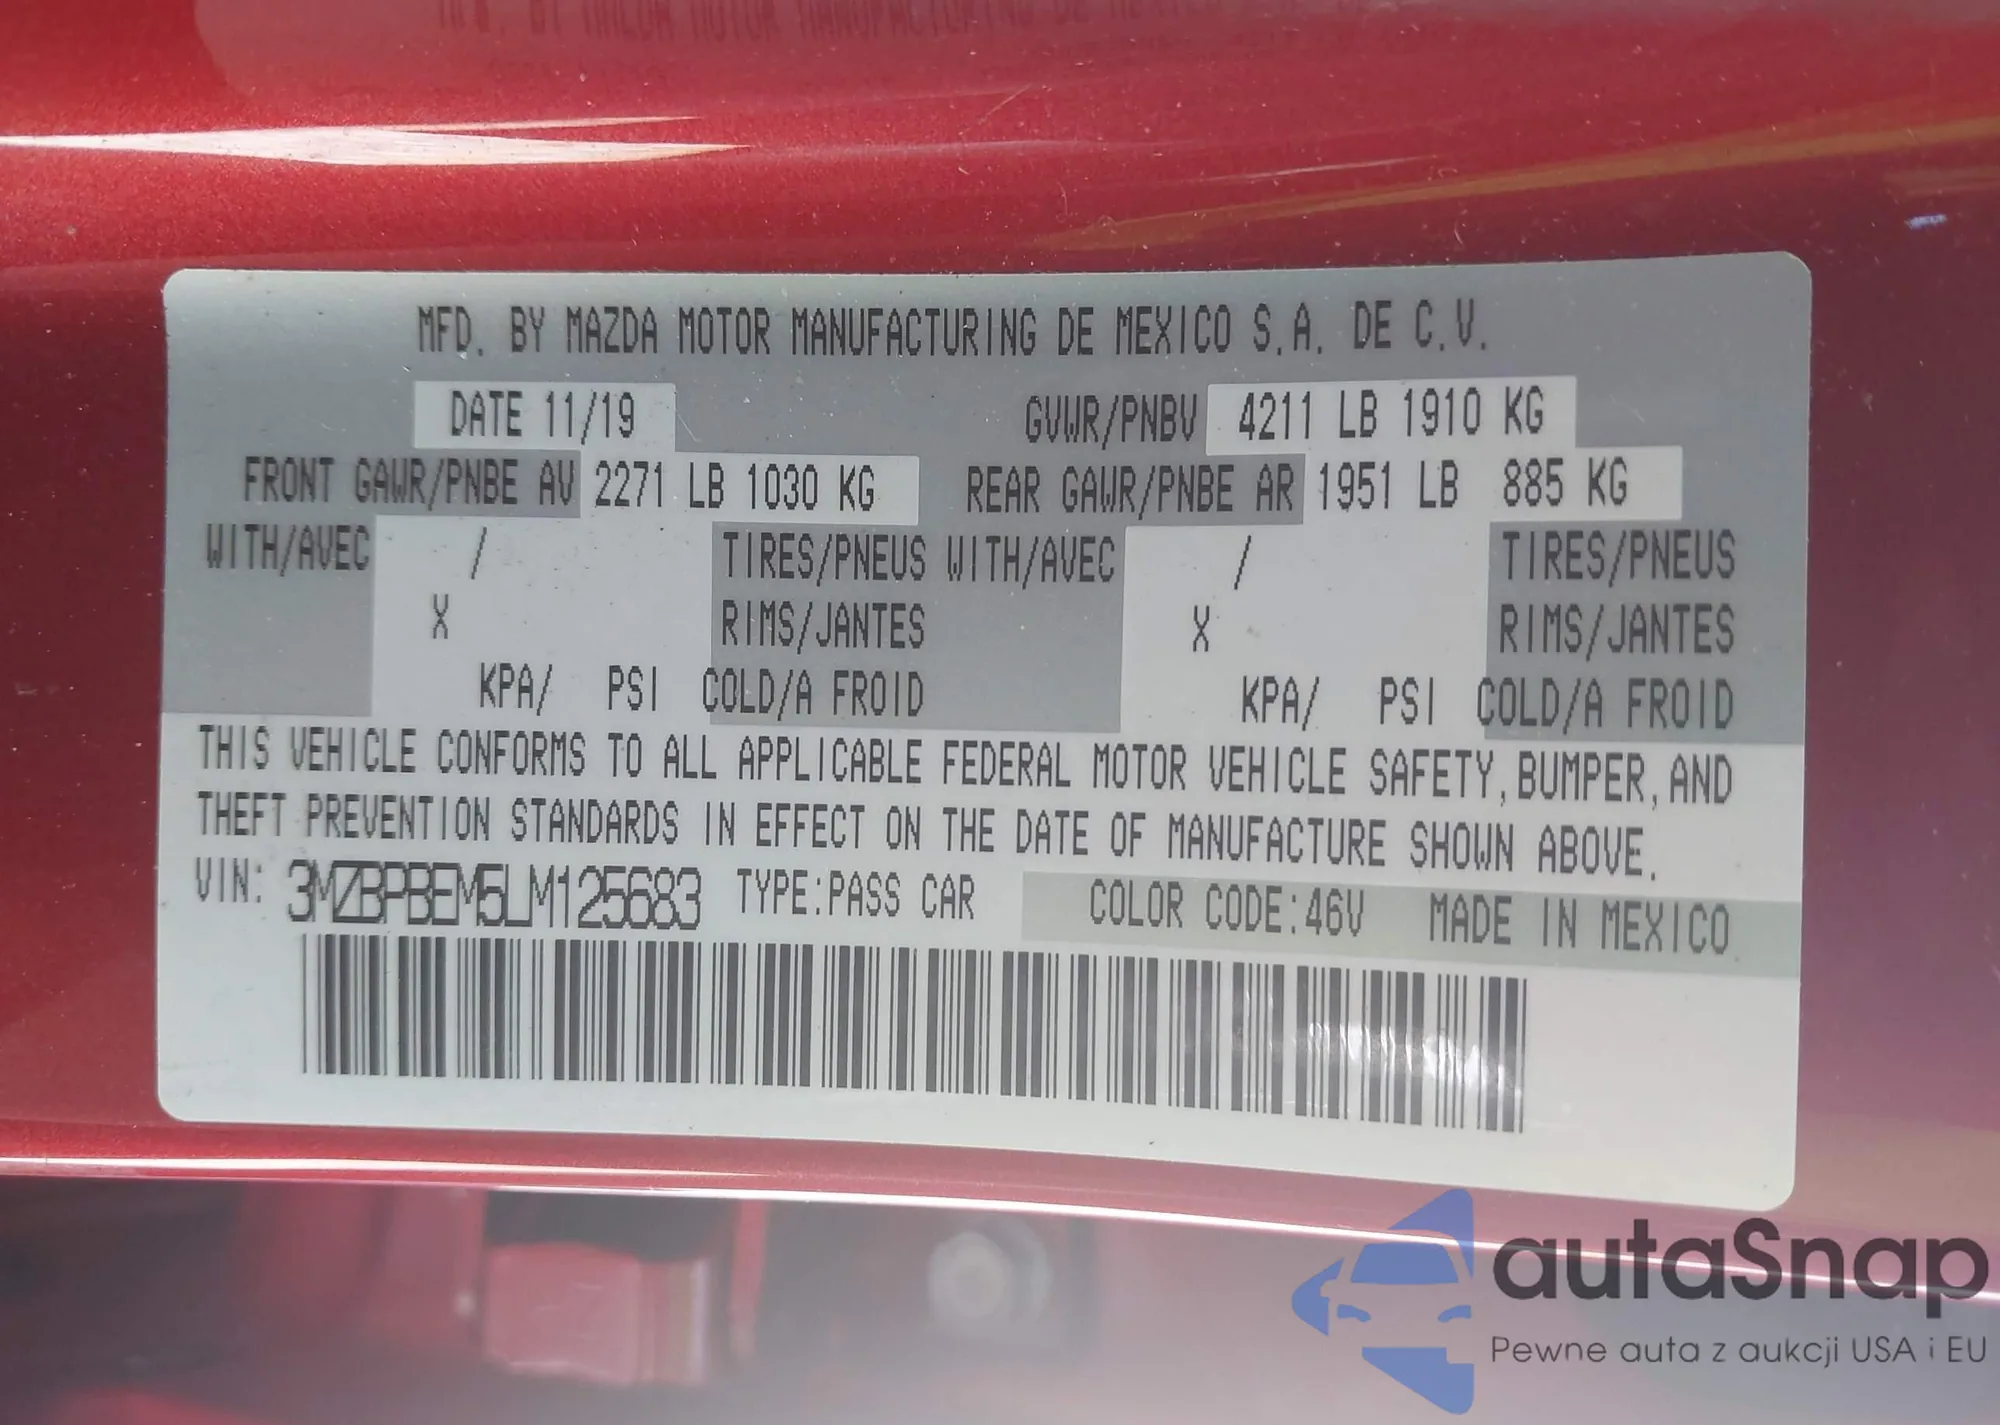 MFD. BY MAZDA MOTOR MANUFACTURING DE MEXICO S.A. DE C.V.
DATE 11/19 GVWR/PNBV 4211 LB 1910 KG
FRONT GAWR/PNBE AV 2271 LB 1030 KG REAR GAWR/PNBE AR 1951 LB 885 KG
WITH/AVEC / TIRES/PNEUS WITH/AVEC / TIRES/PNEUS
X RIMS/JANTES X RIMS/JANTES
KPA/ PSI COLD/A FROID KPA/ PSI COLD/A FROID
THIS VEHICLE CONFORMS TO ALL APPLICABLE FEDERAL MOTOR VEHICLE SAFETY, BUMPER, AND
THEFT PREVENTION STANDARDS IN EFFECT ON THE DATE OF MANUFACTURE SHOWN ABOVE.
VIN: 3MZBPBEM5LM125683 TYPE:PASS CAR COLOR CODE:46V MADE IN MEXICO
autaSnap
Pewne auta z aukcji USA i EU